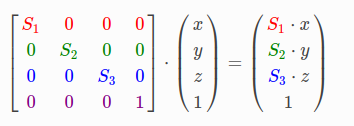 [ S₁ 0 0 0 ] ( x ) ( S₁ · x )
[ 0 S₂ 0 0 ] ( y ) ( S₂ · y )
[ 0 0 S₃ 0 ] · ( z ) = ( S₃ · z )
[ 0 0 0 1 ] ( 1 ) ( 1 )